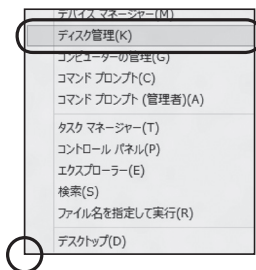 デバイス マネージャー(M)
ディスク管理(K)
コンピューターの管理(G)
コマンド プロンプト(C)
コマンド プロンプト (管理者)(A)
タスク マネージャー(T)
コントロール パネル(P)
エクスプローラー(E)
検索(S)
ファイル名を指定して実行(R)
デスクトップ(D)